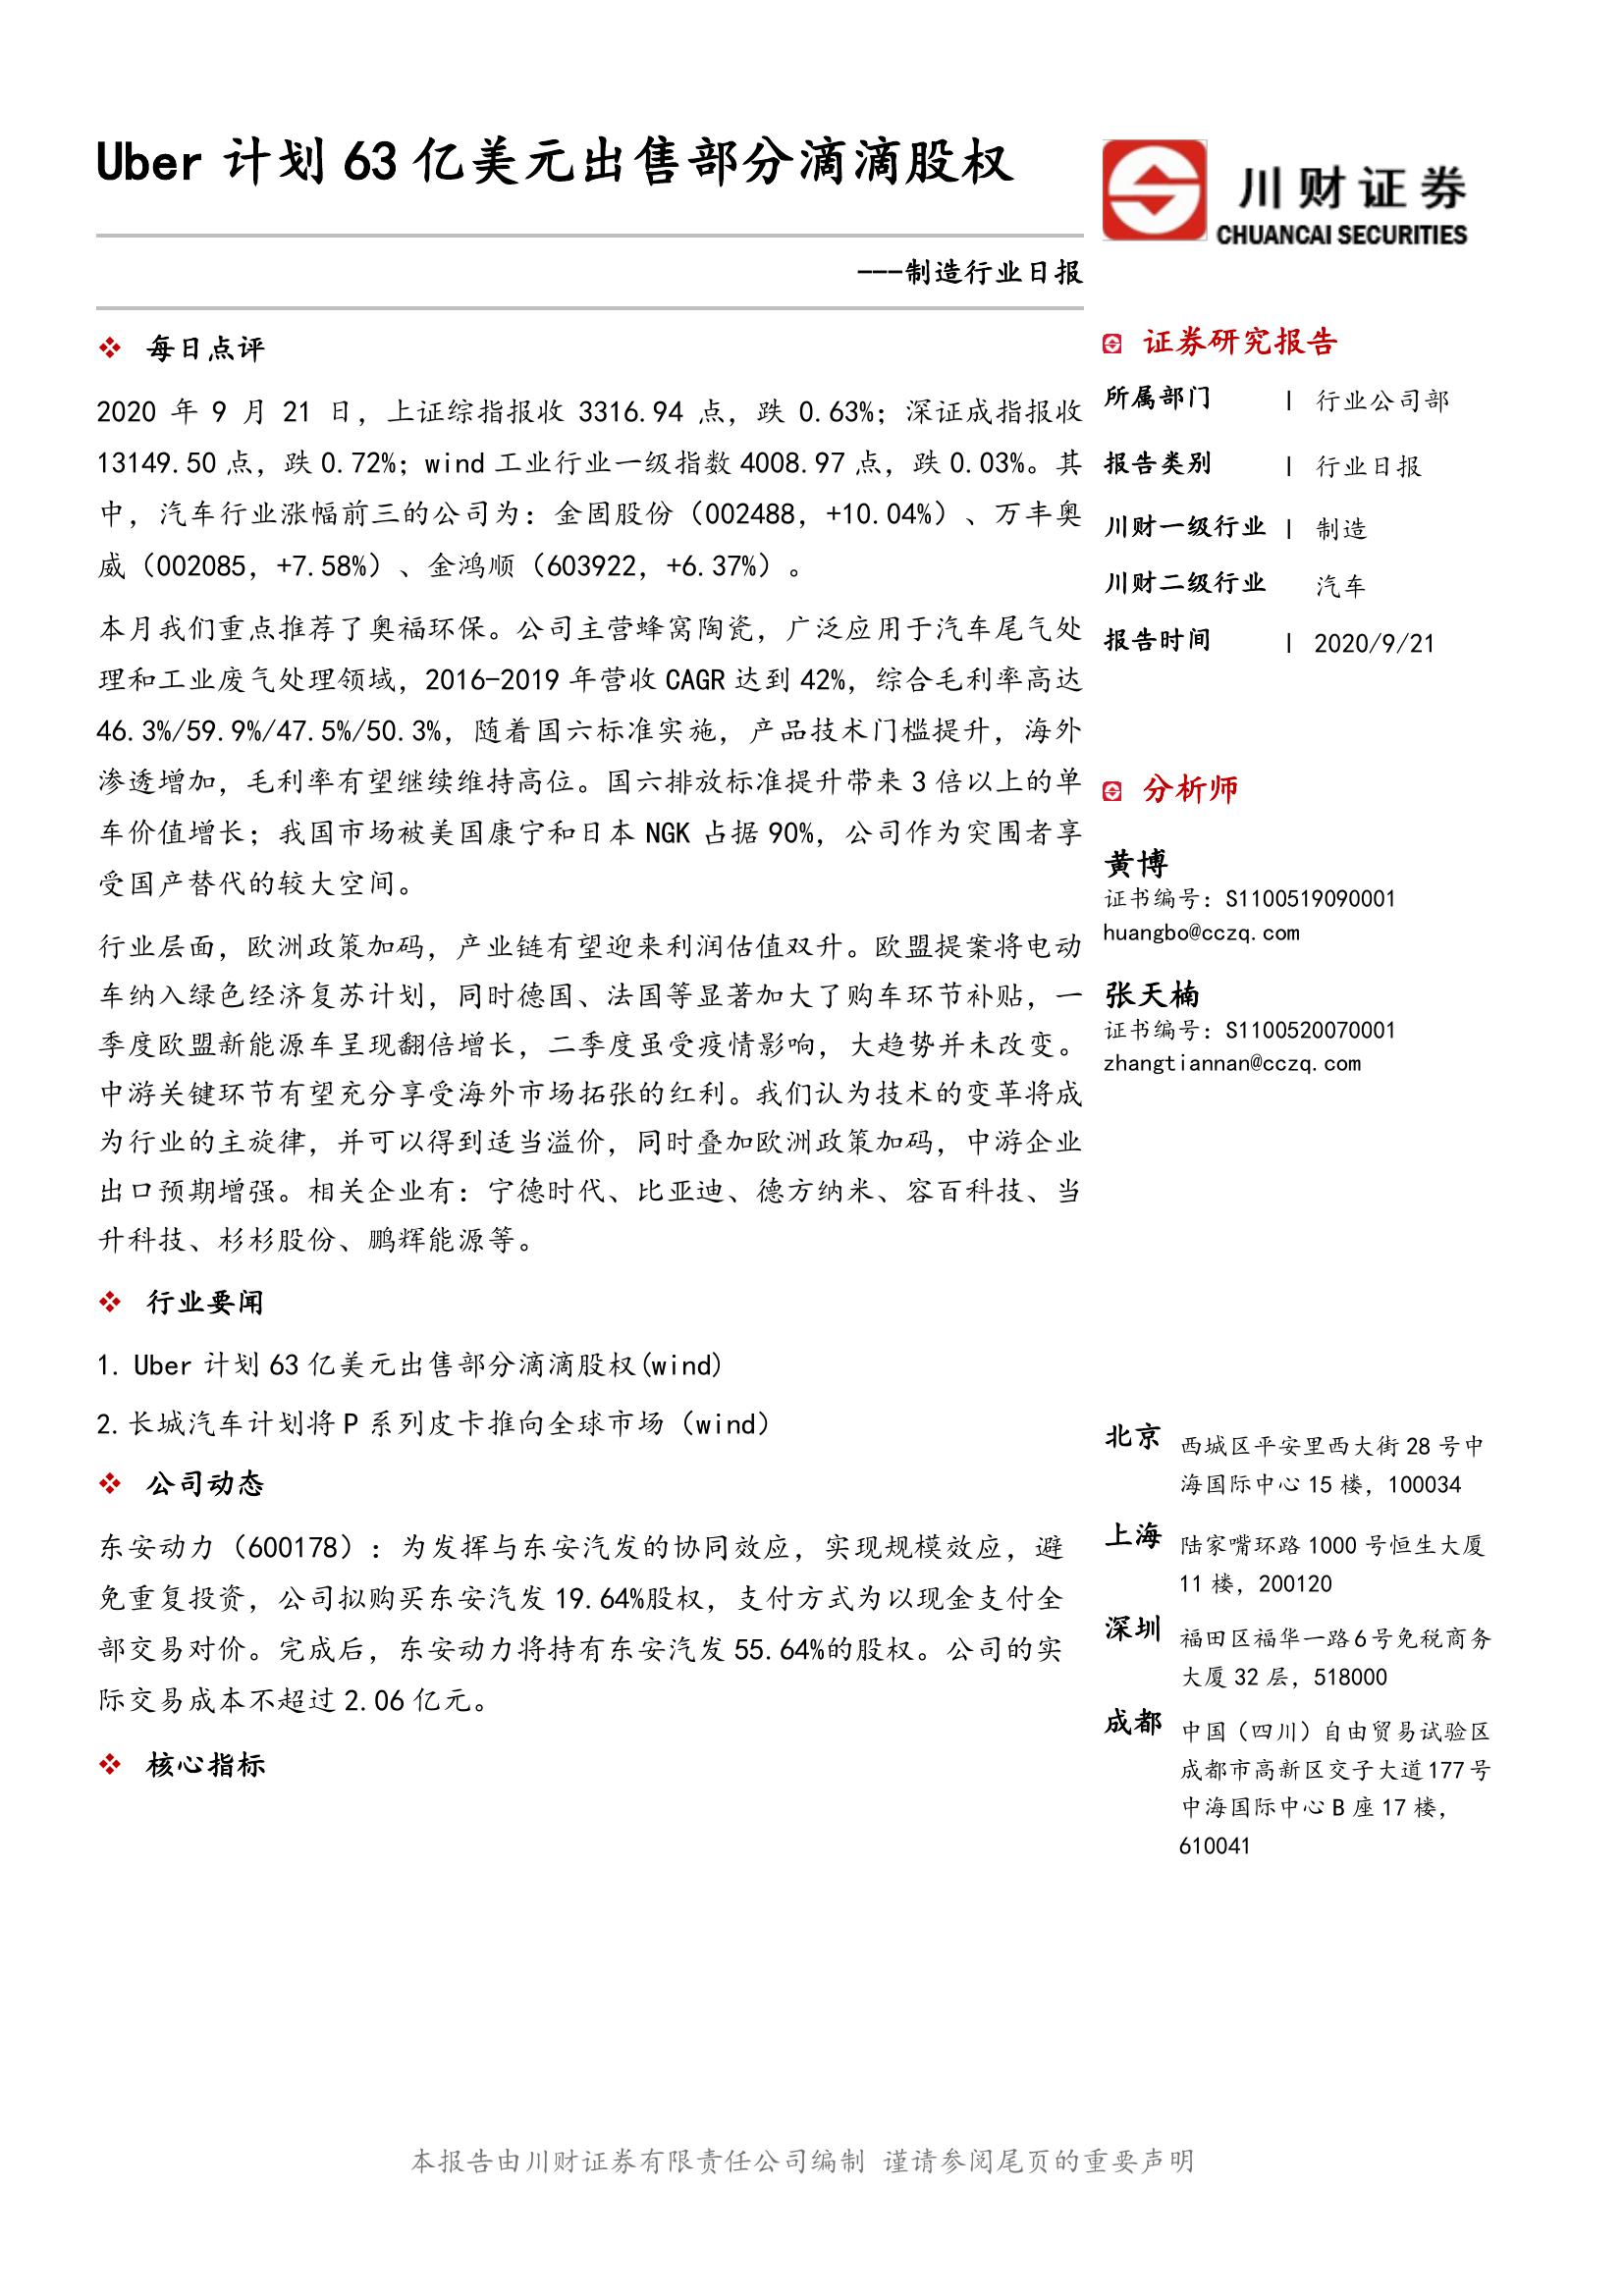 Uber 计划 63 亿美元出售部分滴滴股权
---制造行业日报
每日点评
2020 年 9 月 21 日，上证综指报收 3316.94 点，跌 0.63%；深证成指报收
13149.50 点，跌 0.72%；wind 工业行业一级指数 4008.97 点，跌 0.03%。其
中，汽车行业涨幅前三的公司为：金固股份（002488，+10.04%）、万丰奥
威（002085，+7.58%）、金鸿顺（603922，+6.37%）。
本月我们重点推荐了奥福环保。公司主营蜂窝陶瓷，广泛应用于汽车尾气处
理和工业废气处理领域，2016-2019 年营收 CAGR 达到 42%，综合毛利率高达
46.3%/59.9%/47.5%/50.3%，随着国六标准实施，产品技术门槛提升，海外
渗透增加，毛利率有望继续维持高位。国六排放标准提升带来 3 倍以上的单
车价值增长；我国市场被美国康宁和日本 NGK 占据 90%，公司作为突围者享
受国产替代的较大空间。
行业层面，欧洲政策加码，产业链有望迎来利润估值双升。欧盟提案将电动
车纳入绿色经济复苏计划，同时德国、法国等显著加大了购车环节补贴，一
季度欧盟新能源车呈现翻倍增长，二季度虽受疫情影响，大趋势并未改变。
中游关键环节有望充分享受海外市场拓张的红利。我们认为技术的变革将成
为行业的主旋律，并可以得到适当溢价，同时叠加欧洲政策加码，中游企业
出口预期增强。相关企业有：宁德时代、比亚迪、德方纳米、容百科技、当
升科技、杉杉股份、鹏辉能源等。
行业要闻
1. Uber 计划 63 亿美元出售部分滴滴股权(wind)
2. 长城汽车计划将 P 系列皮卡推向全球市场（wind）
公司动态
东安动力（600178）：为发挥与东安汽发的协同效应，实现规模效应，避
免重复投资，公司拟购买东安汽发 19.64%股权，支付方式为以现金支付全
部交易对价。完成后，东安动力将持有东安汽发 55.64%的股权。公司的实
际交易成本不超过 2.06 亿元。
核心指标
川财证券
CHUANCAI SECURITIES
证券研究报告
所属部门 | 行业公司部
报告类别 | 行业日报
川财一级行业 | 制造
川财二级行业 汽车
报告时间 | 2020/9/21
分析师
黄博
证书编号：S1100519090001
huangbo@cczq.com
张天楠
证书编号：S1100520070001
zhangtiannan@cczq.com
北京 西城区平安里西大街 28 号中
海国际中心 15 楼，100034
上海 陆家嘴环路 1000 号恒生大厦
11 楼，200120
深圳 福田区福华一路 6 号免税商务
大厦 32 层，518000
成都 中国（四川）自由贸易试验区
成都市高新区交子大道 177 号
中海国际中心 B 座 17 楼，
610041
本报告由川财证券有限责任公司编制 谨请参阅尾页的重要声明